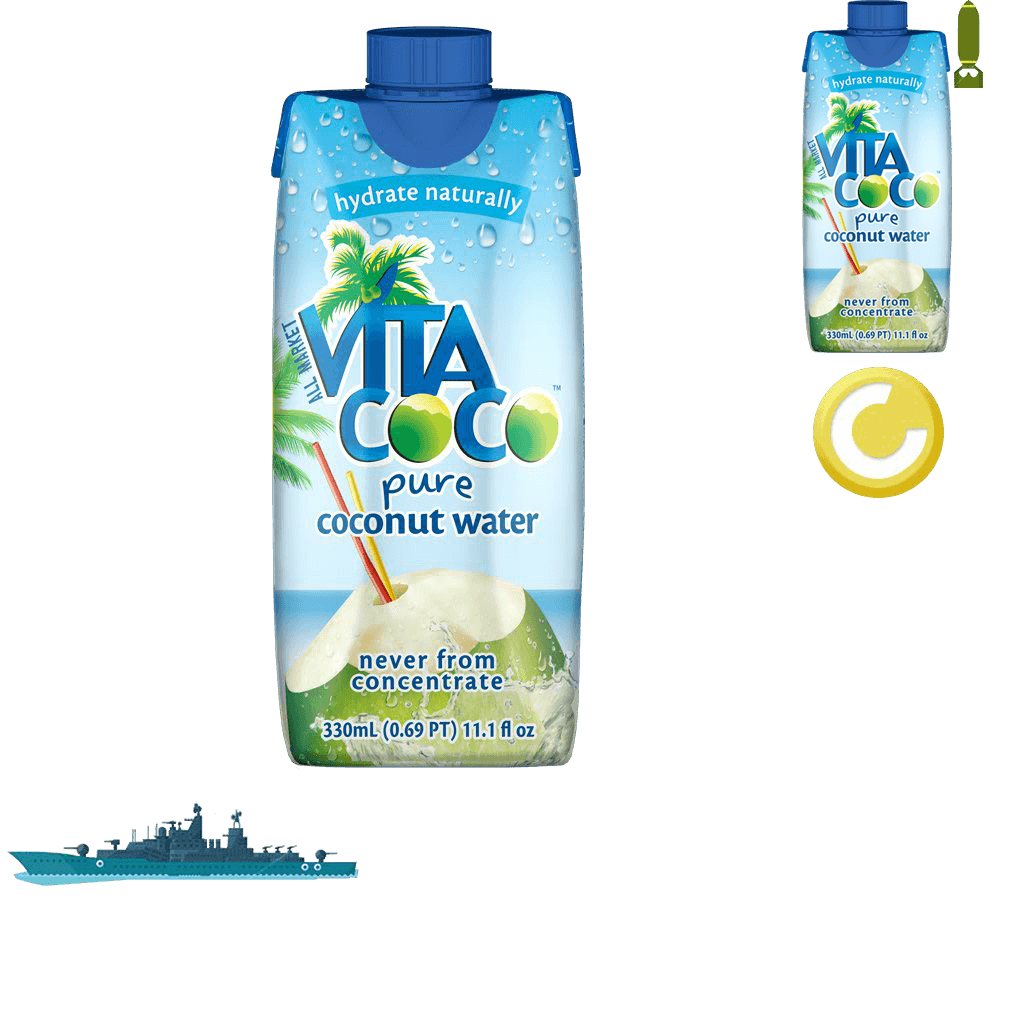 hydrate naturally
ALL MARKET
VITA
COCO™
pure
coconut water
never from
concentrate
330mL (0.69 PT) 11.1 fl oz
hydrate naturally
ALL MARKET
VITA
COCO™
pure
coconut water
never from
concentrate
330mL (0.69 PT) 11.1 fl oz